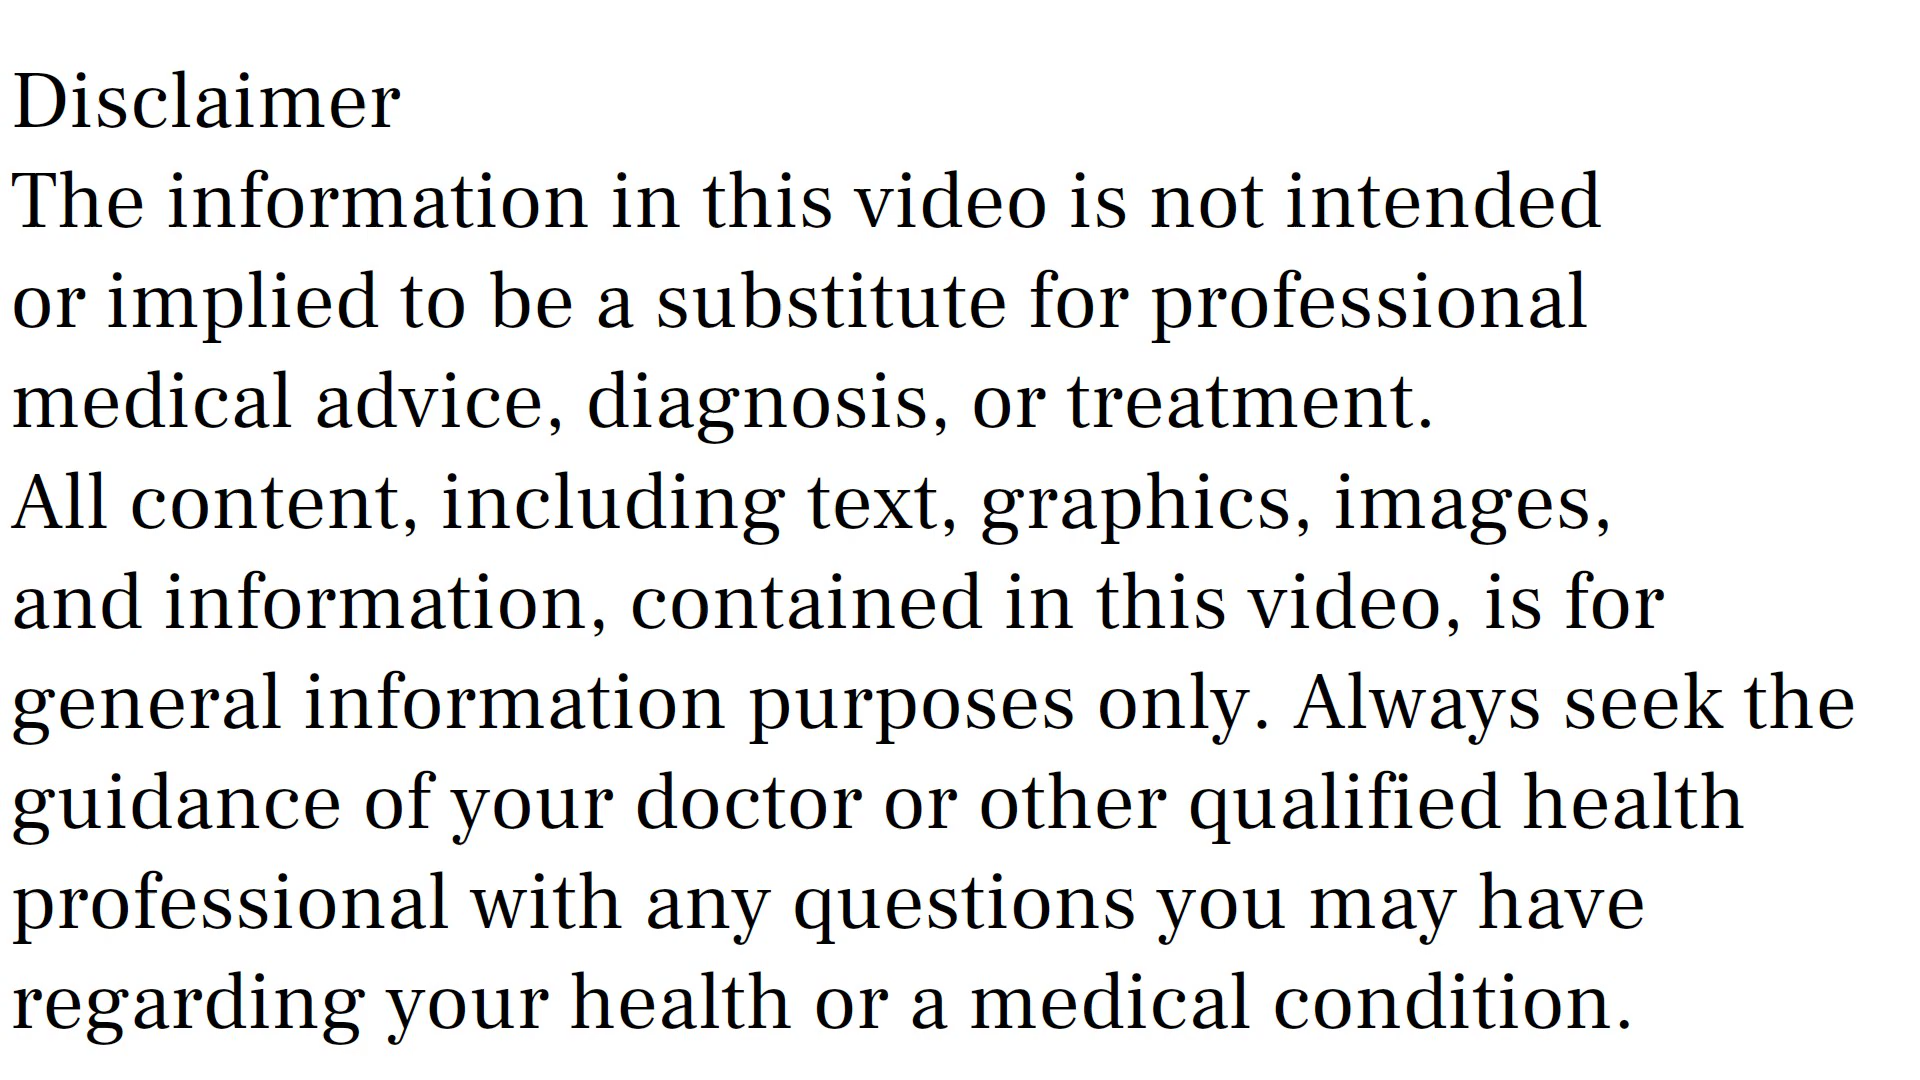 Disclaimer
The information in this video is not intended
or implied to be a substitute for professional
medical advice, diagnosis, or treatment.
All content, including text, graphics, images,
and information, contained in this video, is for
general information purposes only. Always seek the
guidance of your doctor or other qualified health
professional with any questions you may have
regarding your health or a medical condition.